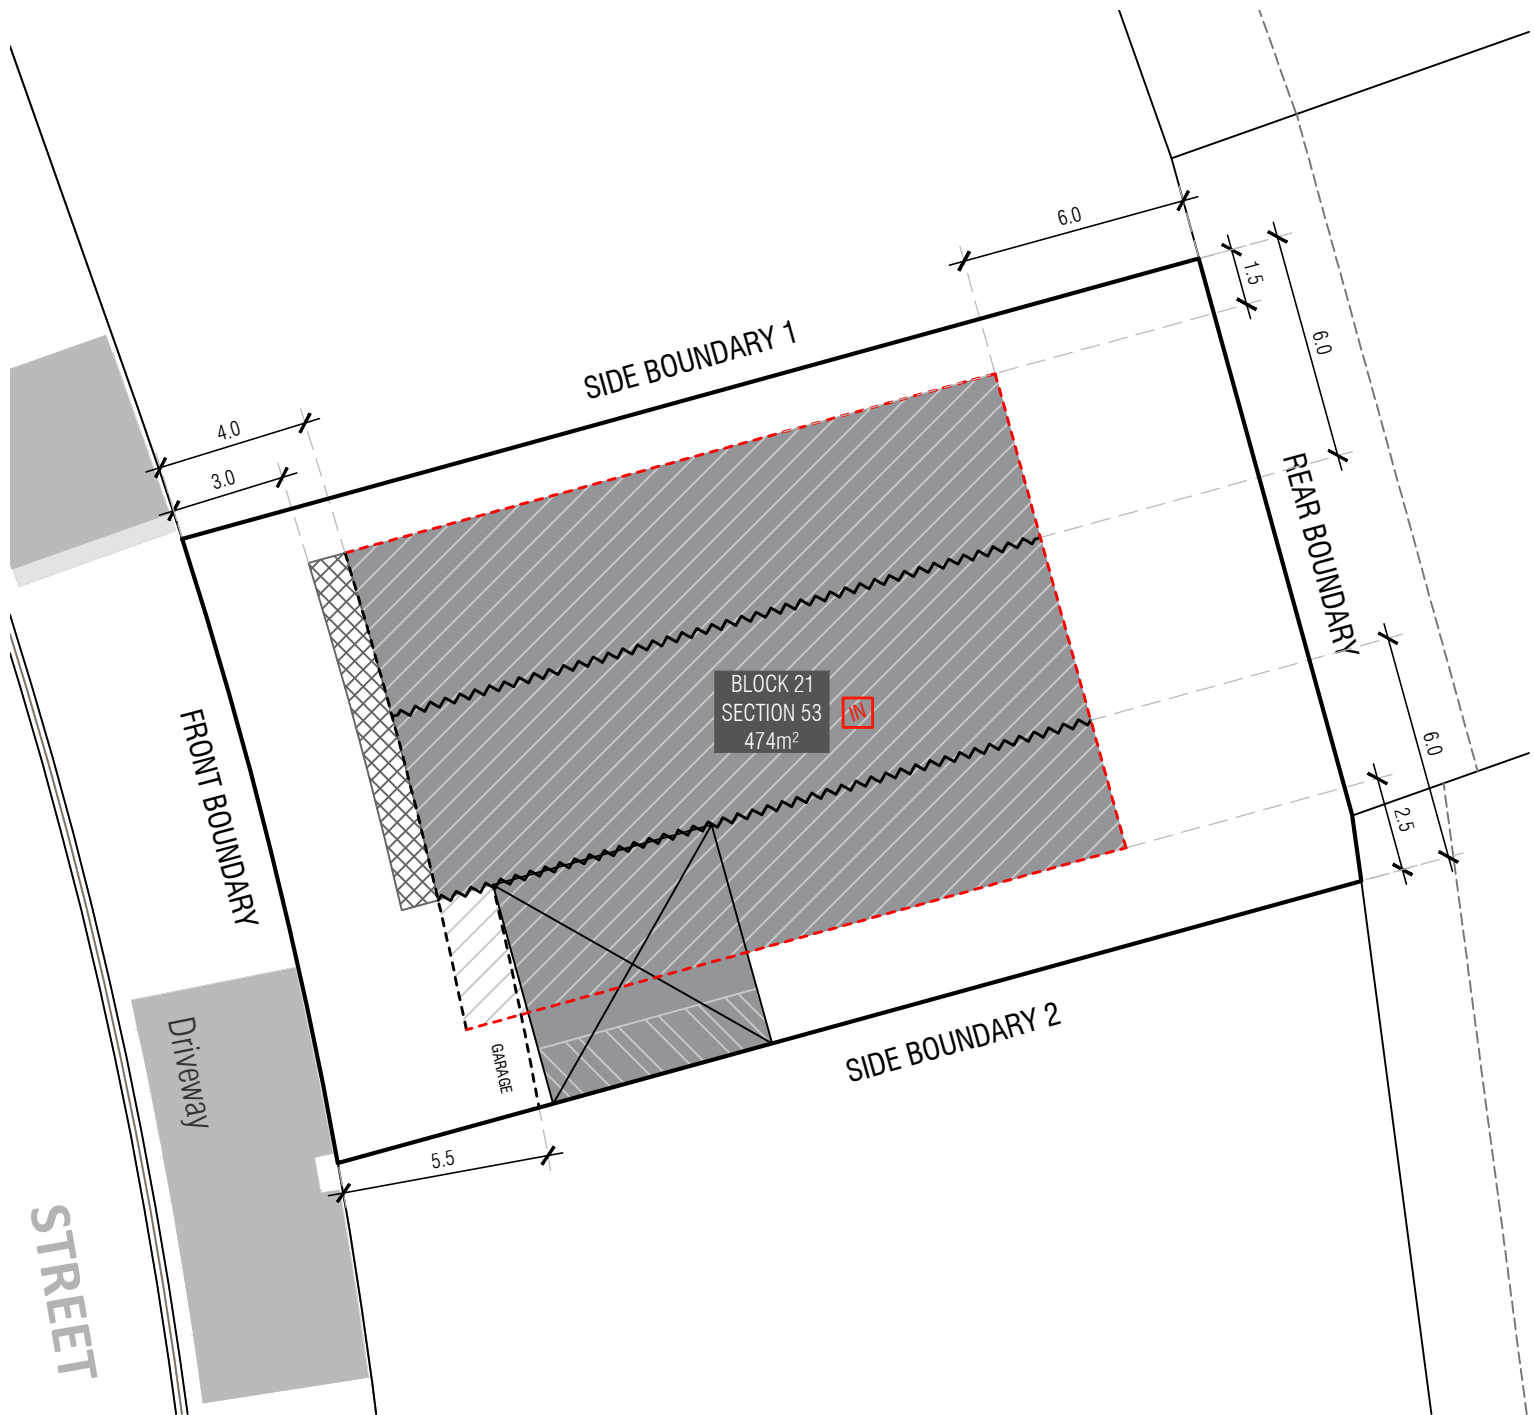 6.0
1.5
6.0
SIDE BOUNDARY 1
4.0
3.0
REAR BOUNDARY
BLOCK 21
SECTION 53
474m²
IN
FRONT BOUNDARY
6.0
2.5
Driveway
GARAGE
SIDE BOUNDARY 2
5.5
STREET